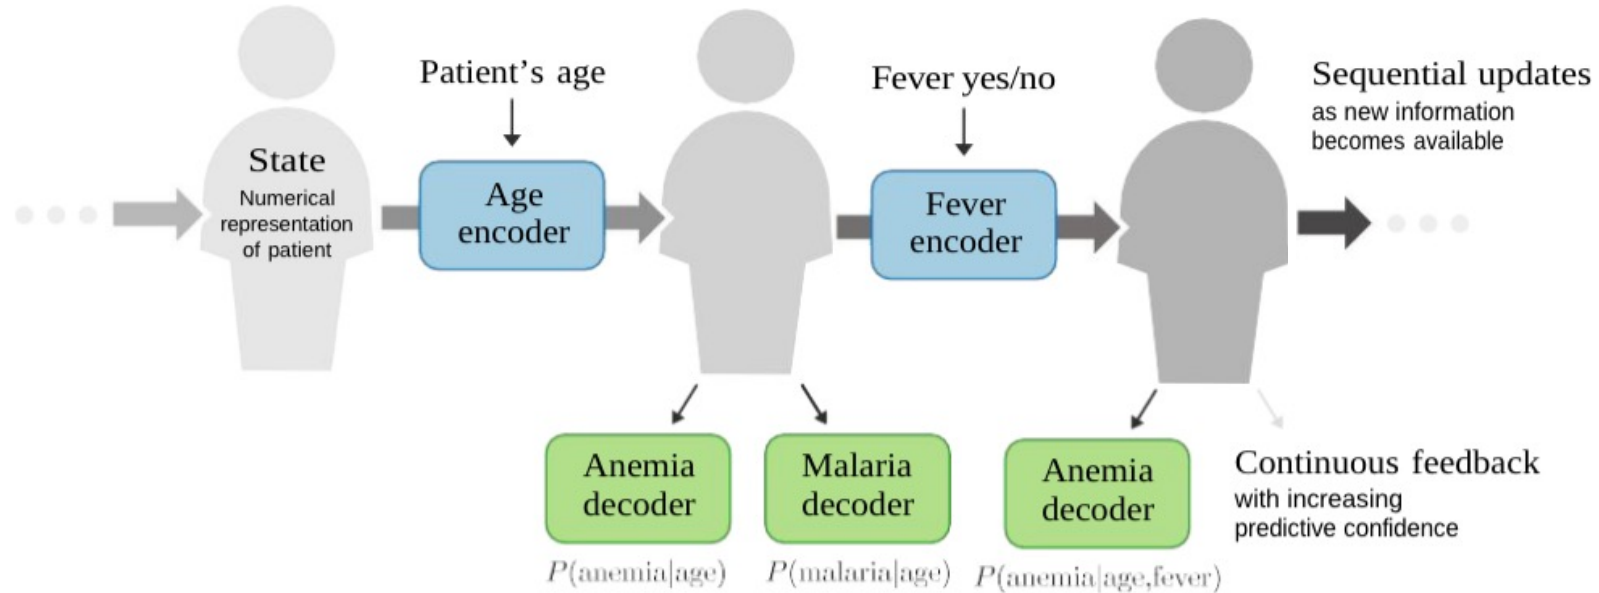 State
Numerical
representation
of patient
Patient's age
Age
encoder
Fever yes/no
Fever
encoder
Sequential updates
as new information
becomes available
Anemia
decoder
P(anemia|age)
Malaria
decoder
P(malaria|age)
Anemia
decoder
P(anemia|age,fever)
Continuous feedback
with increasing
predictive confidence